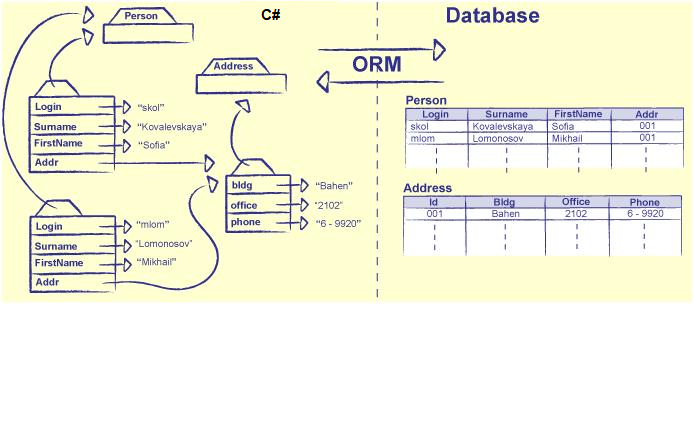 Person
C#
Database
Address
ORM
Login "skol"
Surname "Kovalevskaya"
FirstName "Sofia"
Addr
bldg "Bahen"
office "2102"
phone "6 - 9920"
Login "mlom"
Surname "Lomonosov"
FirstName "Mikhail"
Addr
Person
Login Surname FirstName Addr
skol Kovalevskaya Sofia 001
mlom Lomonosov Mikhail 001
Address
Id Bldg Office Phone
001 Bahen 2102 6 - 9920